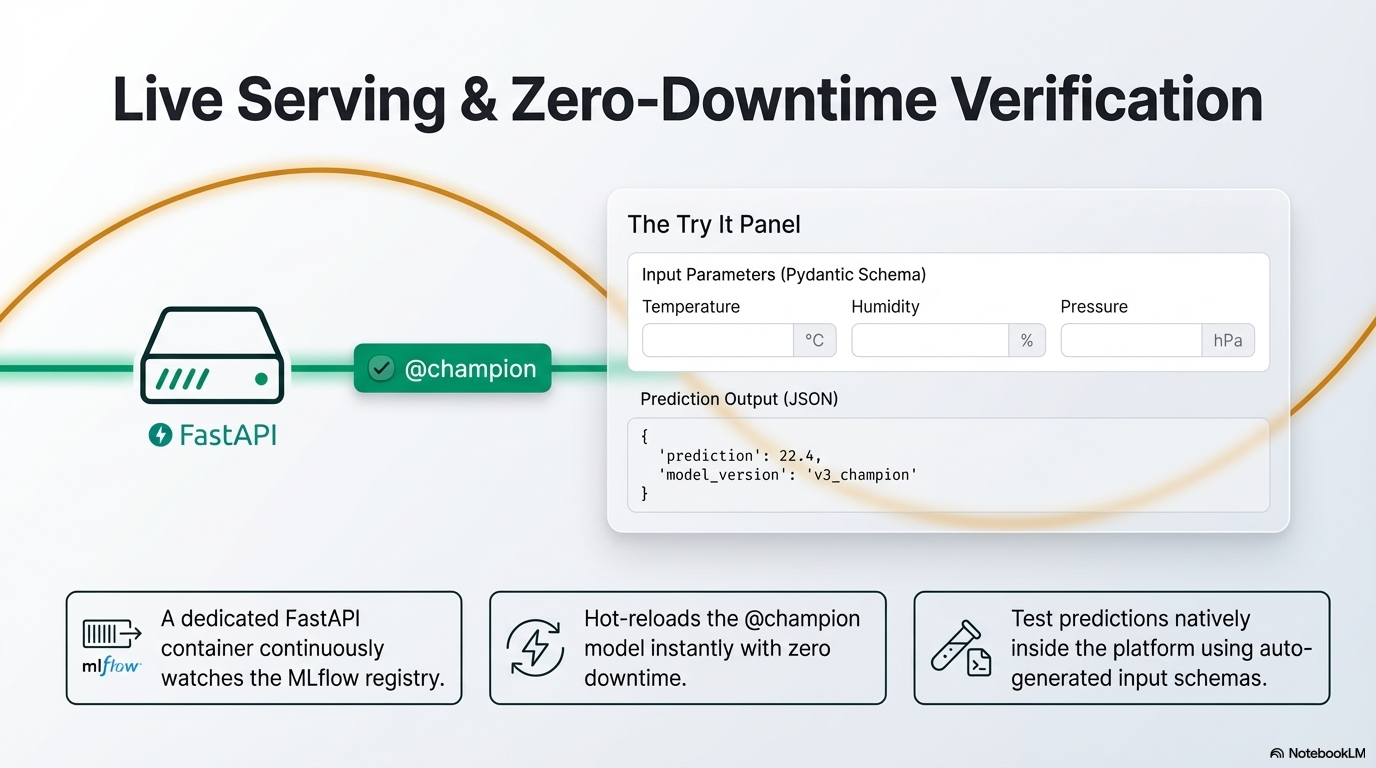 Live Serving & Zero-Downtime Verification
FastAPI
@champion
The Try It Panel
Input Parameters (Pydantic Schema)
Temperature
Humidity
Pressure
°C
%
hPa
Prediction Output (JSON)
{
'prediction': 22.4,
'model_version': 'v3_champion'
}
mlflow
A dedicated FastAPI
container continuously
watches the MLflow registry.
Hot-reloads the @champion
model instantly with zero
downtime.
Test predictions natively
inside the platform using auto-
generated input schemas.
NotebookLM